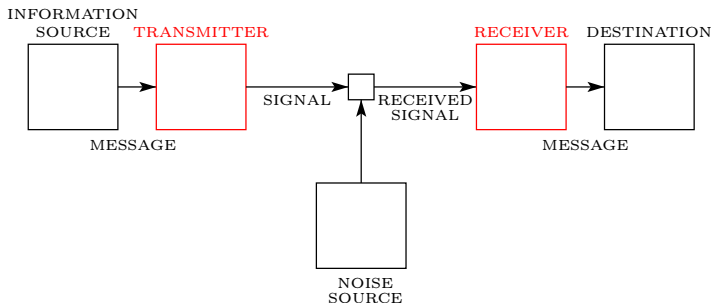 INFORMATION
SOURCE
TRANSMITTER
RECEIVER
DESTINATION
SIGNAL
RECEIVED
SIGNAL
MESSAGE
MESSAGE
NOISE
SOURCE